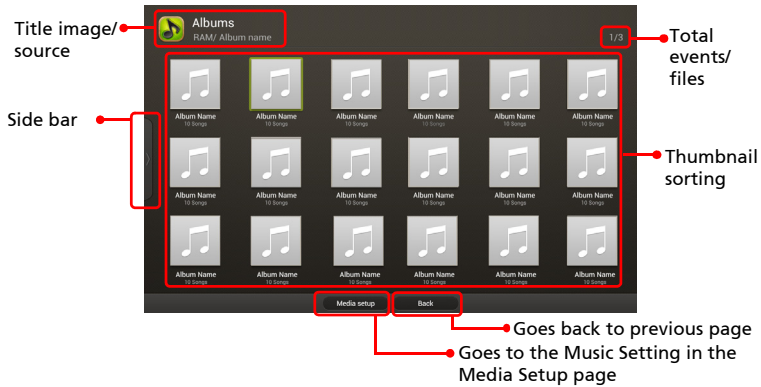 Title image/
source
Albums
RAM/ Album name
1/3
Total
events/
files
Side bar
Album Name Album Name Album Name Album Name Album Name Album Name
10 Songs 10 Songs 10 Songs 10 Songs 10 Songs 10 Songs
Album Name Album Name Album Name Album Name Album Name Album Name
10 Songs 10 Songs 10 Songs 10 Songs 10 Songs 10 Songs
Thumbnail
sorting
Album Name Album Name Album Name Album Name Album Name Album Name
10 Songs 10 Songs 10 Songs 10 Songs 10 Songs 10 Songs
Media setup Back
Goes back to previous page
Goes to the Music Setting in the
Media Setup page